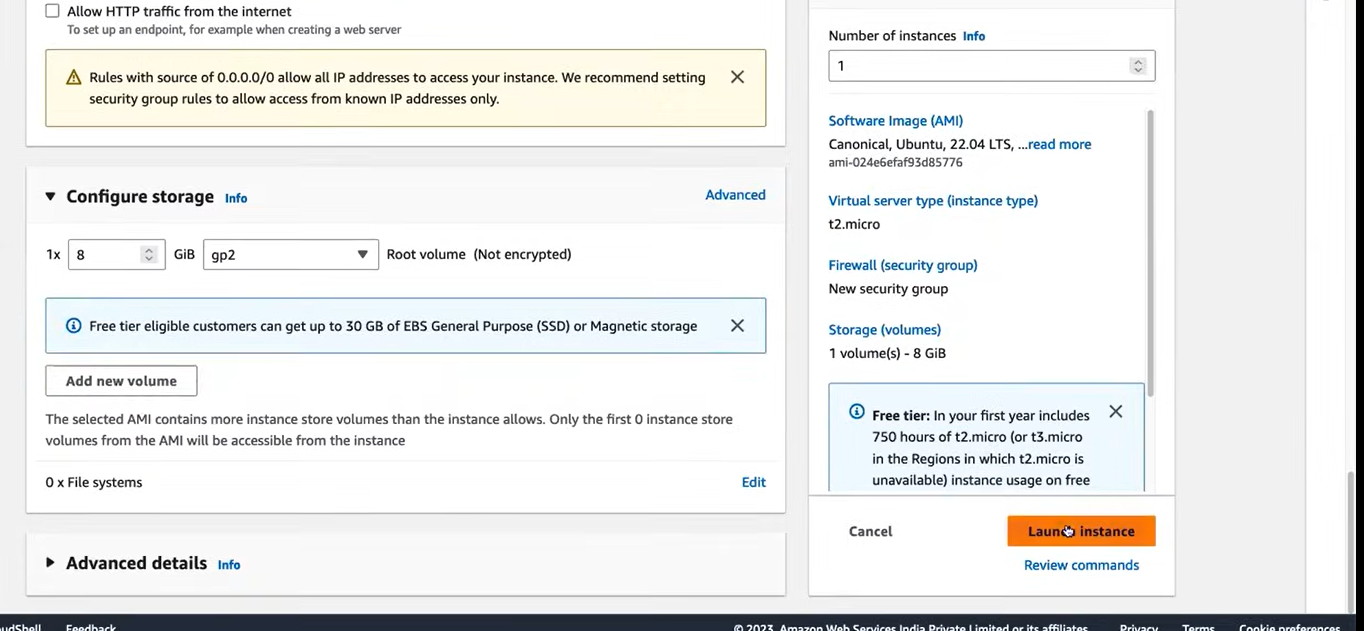 Allow HTTP traffic from the internet
To set up an endpoint, for example when creating a web server
Rules with source of 0.0.0.0/0 allow all IP addresses to access your instance. We recommend setting
security group rules to allow access from known IP addresses only.
Configure storage Info
Advanced
1x 8 GiB gp2 Root volume (Not encrypted)
Free tier eligible customers can get up to 30 GB of EBS General Purpose (SSD) or Magnetic storage
Add new volume
The selected AMI contains more instance store volumes than the instance allows. Only the first 0 instance store
volumes from the AMI will be accessible from the instance
0 x File systems
Edit
Advanced details Info
Number of instances Info
1
Software Image (AMI)
Canonical, Ubuntu, 22.04 LTS, ...read more
ami-024e6efaf93d85776
Virtual server type (instance type)
t2.micro
Firewall (security group)
New security group
Storage (volumes)
1 volume(s) - 8 GiB
Free tier: In your first year includes
750 hours of t2.micro (or t3.micro
in the Regions in which t2.micro is
unavailable) instance usage on free
Cancel
Launch instance
Review commands
oudShell Feedback
© 2023, Amazon Web Services India Private Limited or its affiliates. Privacy Terms Cookie preferences